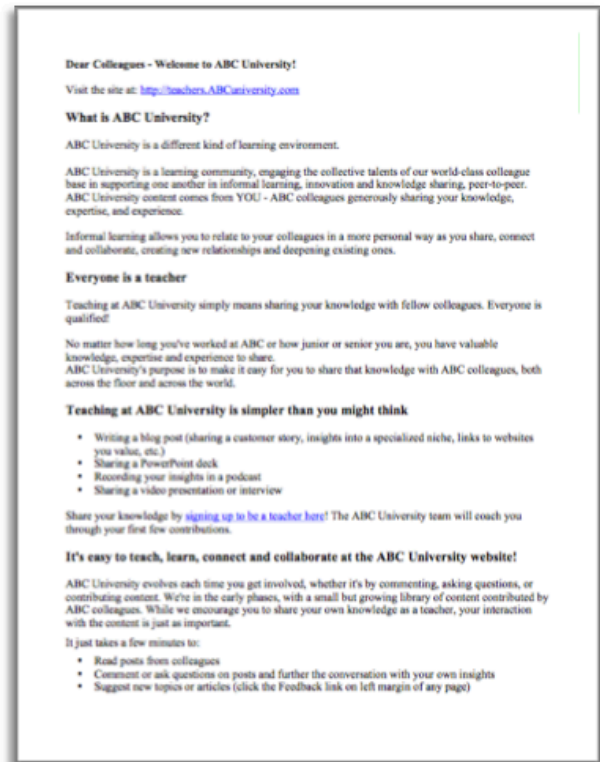 Dear Colleagues - Welcome to ABC University!
Visit the site at: http://teachers.ABCuniversity.com
What is ABC University?
ABC University is a different kind of learning environment.
ABC University is a learning community, engaging the collective talents of our world-class colleague
base in supporting one another in informal learning, innovation and knowledge sharing, peer-to-peer.
ABC University content comes from YOU - ABC colleagues generously sharing your knowledge,
expertise, and experience.
Informal learning allows you to relate to your colleagues in a more personal way as you share, connect
and collaborate, creating new relationships and deepening existing ones.
Everyone is a teacher
Teaching at ABC University simply means sharing your knowledge with fellow colleagues. Everyone is
qualified!
No matter how long you've worked at ABC or how junior or senior you are, you have valuable
knowledge, expertise and experience to share.
ABC University's purpose is to make it easy for you to share that knowledge with ABC colleagues, both
across the floor and across the world.
Teaching at ABC University is simpler than you might think
• Writing a blog post (sharing a customer story, insights into a specialized niche, links to websites
you value, etc.)
• Sharing a PowerPoint deck
• Recording your insights in a podcast
• Sharing a video presentation or interview
Share your knowledge by signing up to be a teacher here! The ABC University team will coach you
through your first few contributions.
It's easy to teach, learn, connect and collaborate at the ABC University website!
ABC University evolves each time you get involved, whether it's by commenting, asking questions, or
contributing content. We're in the early phases, with a small but growing library of content contributed by
ABC colleagues. While we encourage you to share your own knowledge as a teacher, your interaction
with the content is just as important.
It just takes a few minutes to:
• Read posts from colleagues
• Comment or ask questions on posts and further the conversation with your own insights
• Suggest new topics or articles (click the Feedback link on left margin of any page)